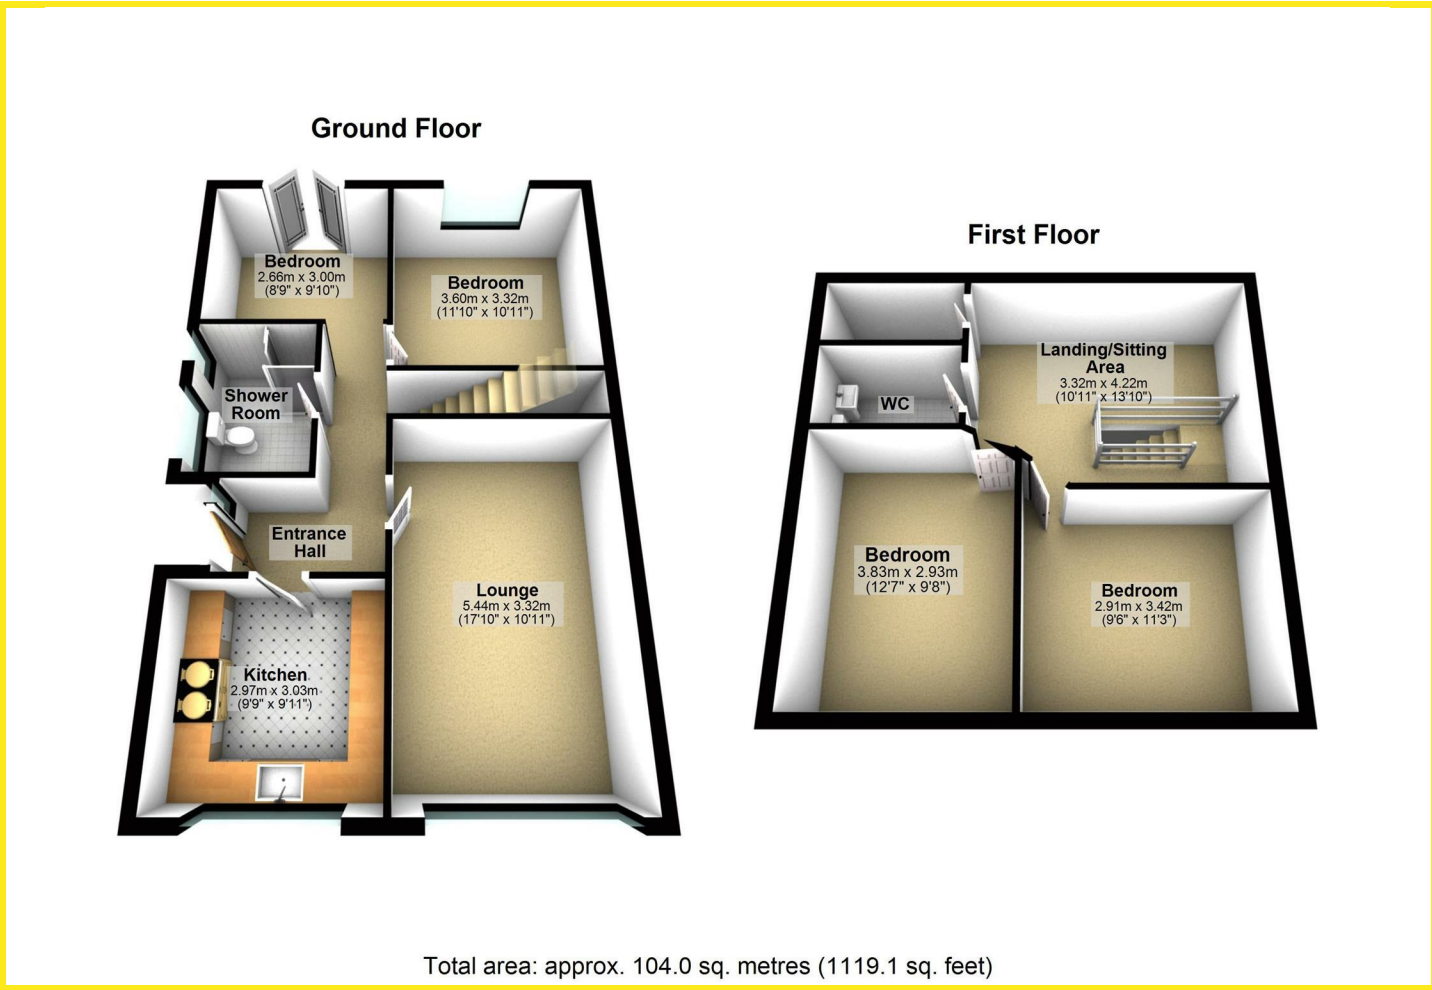 Ground Floor
Bedroom
2.66m x 3.00m
(8'9" x 9'10")
Bedroom
3.60m x 3.32m
(11'10" x 10'11")
Shower
Room
Entrance
Hall
Lounge
5.44m x 3.32m
(17'10" x 10'11")
Kitchen
2.97m x 3.03m
(9'9" x 9'11")
First Floor
Landing/Sitting
Area
3.32m x 4.22m
(10'11" x 13'10")
WC
Bedroom
3.83m x 2.93m
(12'7" x 9'8")
Bedroom
2.91m x 3.42m
(9'6" x 11'3")
Total area: approx. 104.0 sq. metres (1119.1 sq. feet)